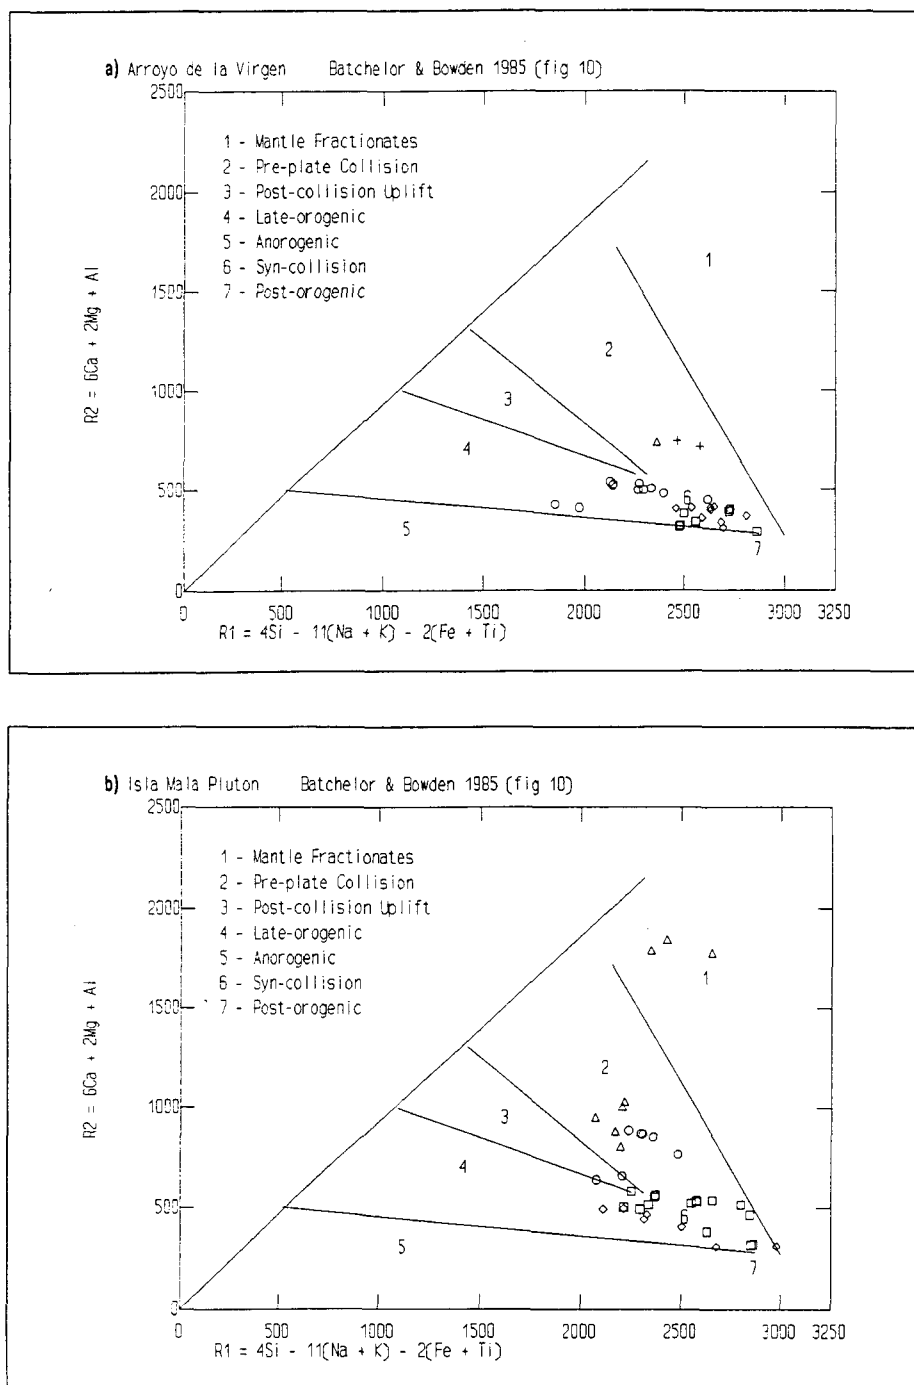 a) Arroyo de la Virgen Batchelor & Bowden 1985 (fig 10)
2500
1 - Mantle Fractionates
2 - Pre-plate Collision
3 - Post-collision Uplift
4 - Late-orogenic
5 - Anorogenic
6 - Syn-collision
7 - Post-orogenic
2000
1500
1000
500
0
R2 = 6Ca + 2Mg + Al
1
2
3
4
5
6
7
0 500 1000 1500 2000 2500 3000 3250
R1 = 4Si - 11(Na + K) - 2(Fe + Ti)
b) Isla Mala Pluton Batchelor & Bowden 1985 (fig 10)
2500
1 - Mantle Fractionates
2 - Pre-plate Collision
3 - Post-collision Uplift
4 - Late-orogenic
5 - Anorogenic
6 - Syn-collision
7 - Post-orogenic
2000
1500
1000
500
0
R2 = 6Ca + 2Mg + Al
1
2
3
4
5
6
7
0 500 1000 1500 2000 2500 3000 3250
R1 = 4Si - 11(Na + K) - 2(Fe + Ti)